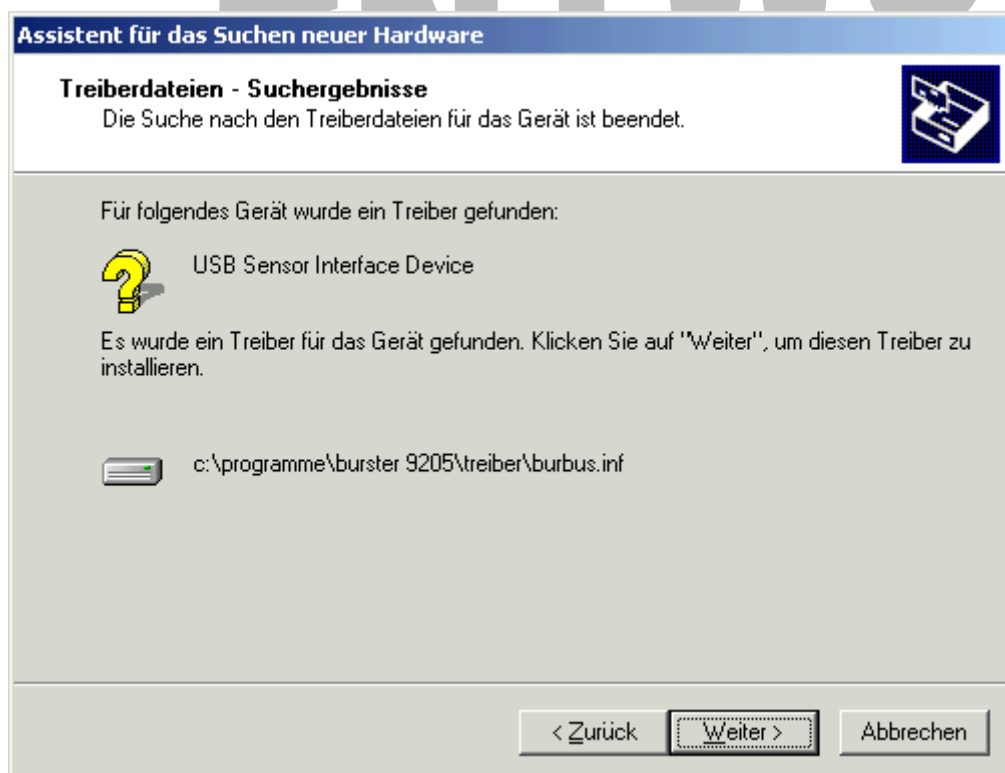 Assistent für das Suchen neuer Hardware
Treiberdateien - Suchergebnisse
Die Suche nach den Treiberdateien für das Gerät ist beendet.
Für folgendes Gerät wurde ein Treiber gefunden:
USB Sensor Interface Device
Es wurde ein Treiber für das Gerät gefunden. Klicken Sie auf "Weiter", um diesen Treiber zu
installieren.
c:\programme\burster 9205\treiber\burbus.inf
< Zurück
Weiter >
Abbrechen